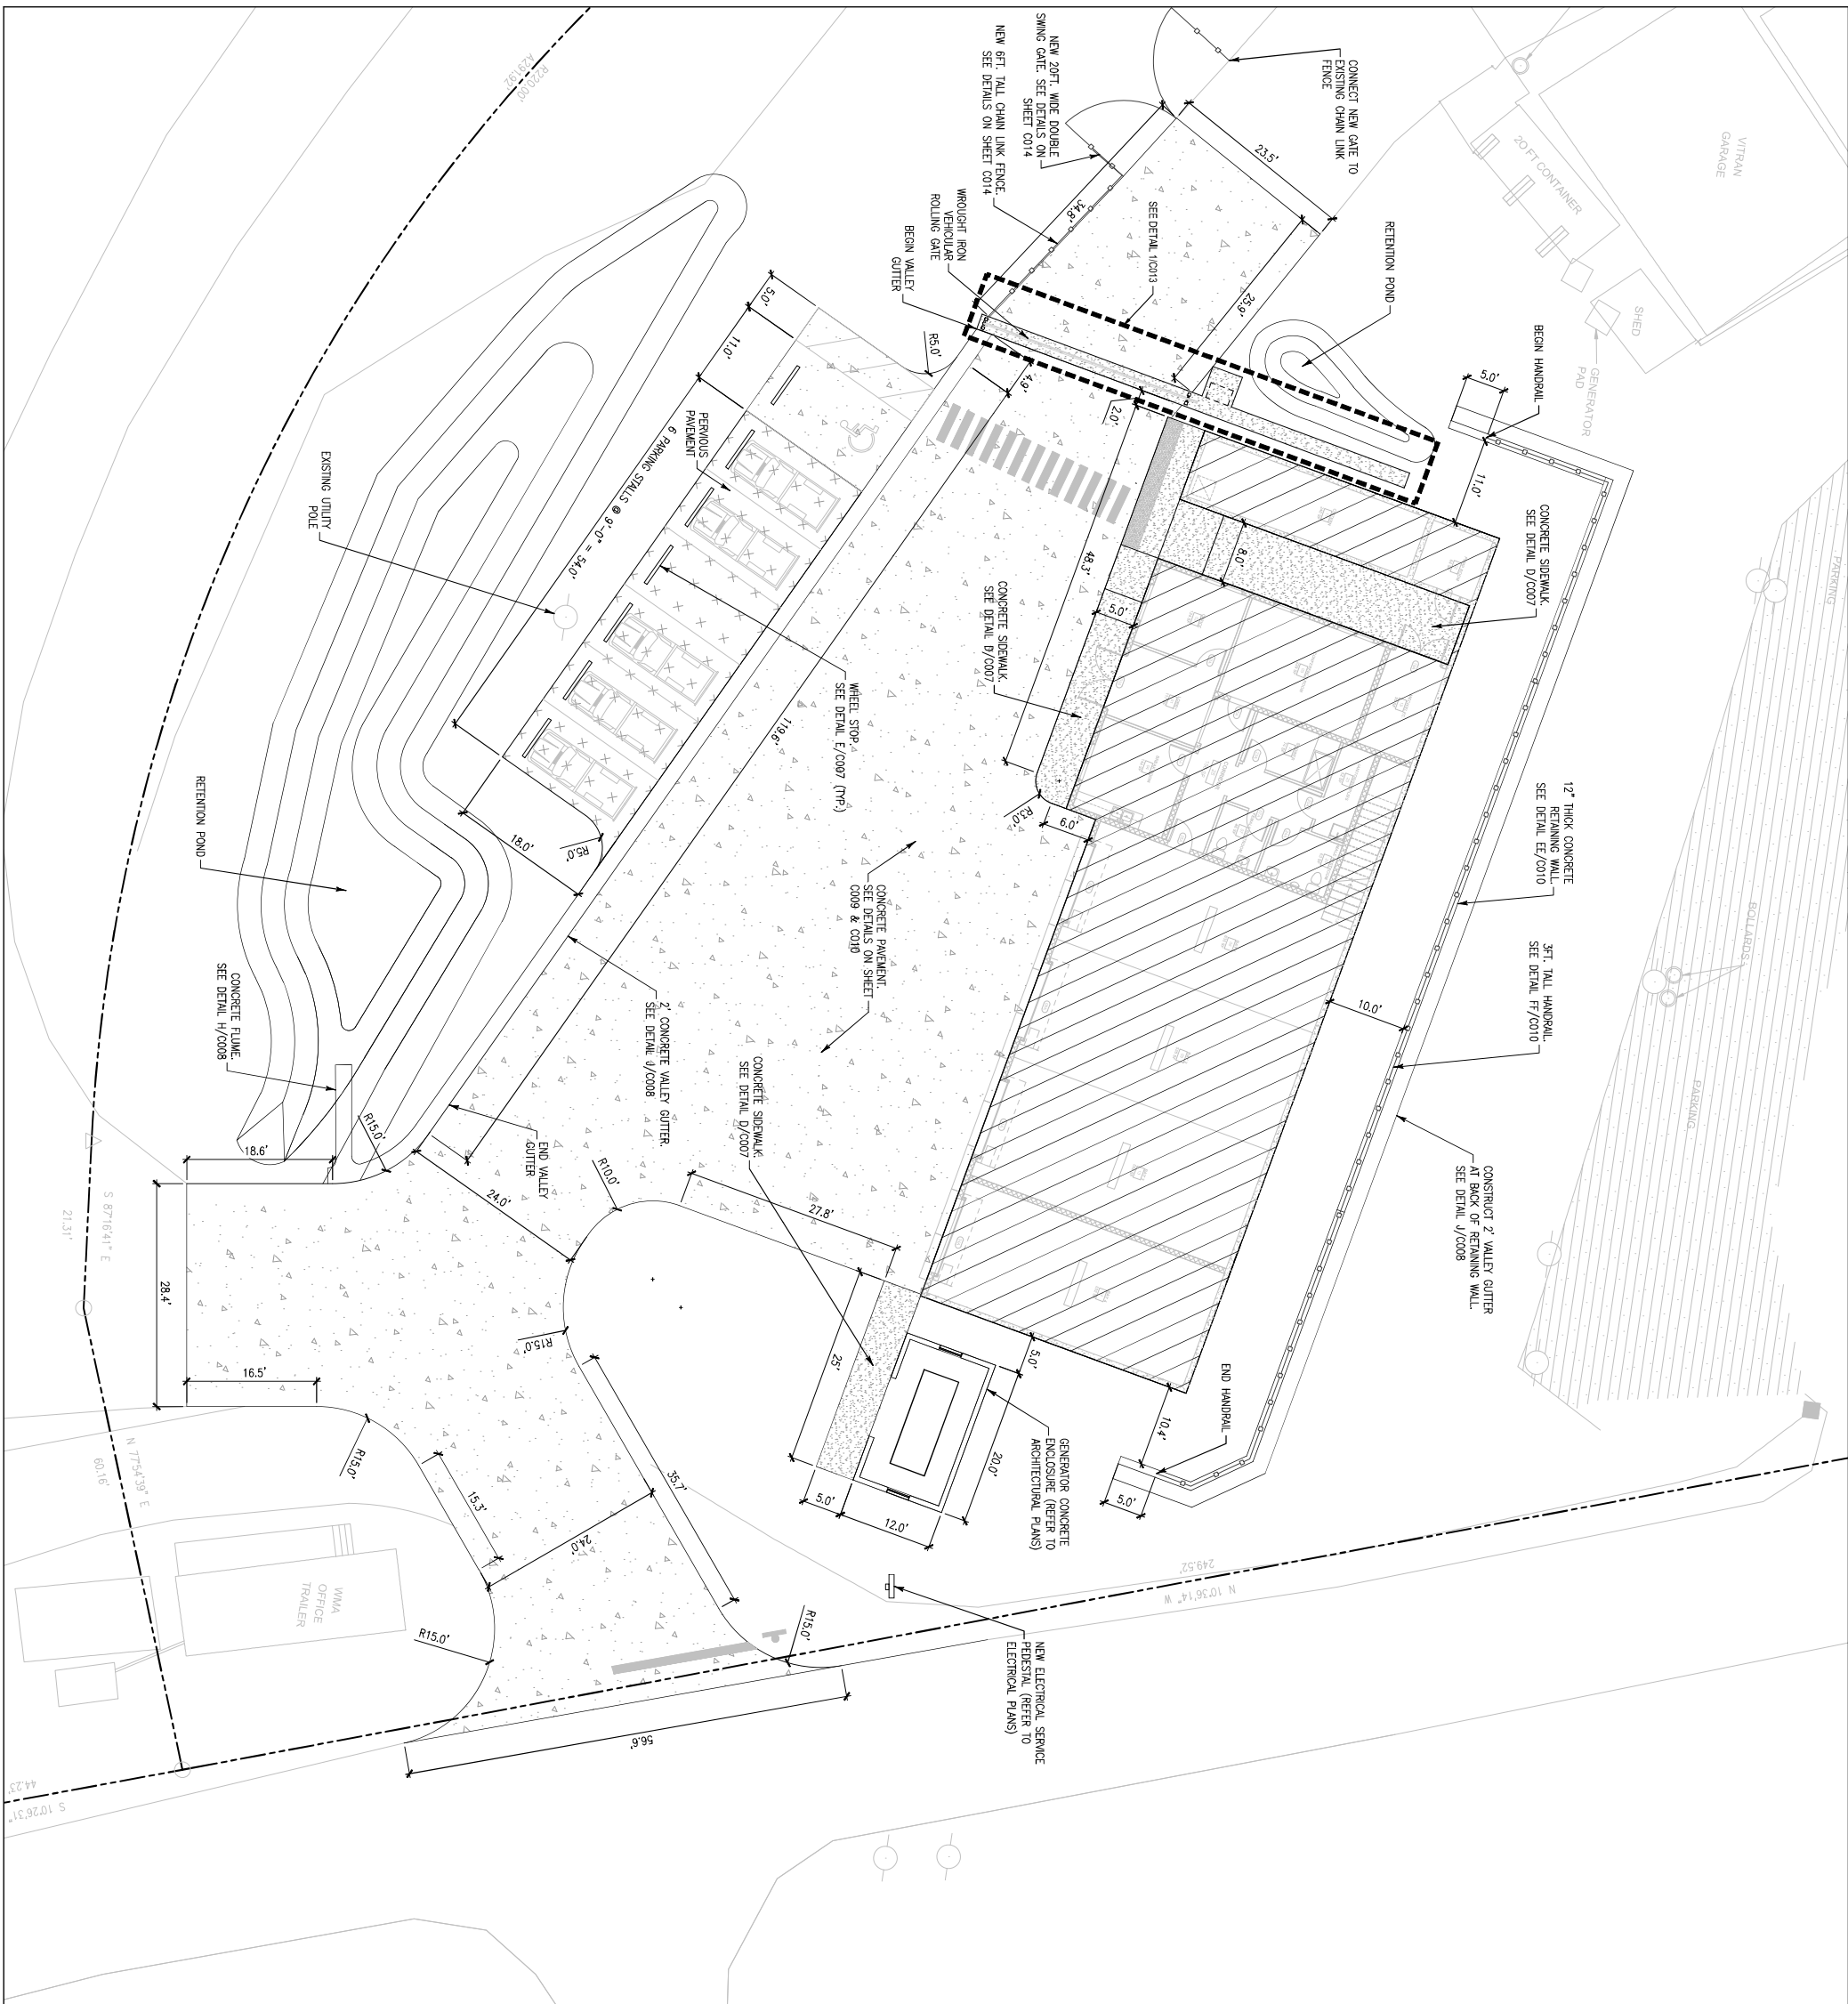 CONNECT NEW GATE TO
EXISTING CHAIN LINK
FENCE
NEW 20FT. WIDE DOUBLE
SWING GATE. SEE DETAILS ON
SHEET C014
NEW 6FT. TALL CHAIN LINK FENCE.
SEE DETAILS ON SHEET C014
WROUGHT IRON
VEHICULAR
ROLLING GATE
BEGIN VALLEY
GUTTER
SEE DETAIL 1/C013
RETENTION POND
VITRAN
GARAGE
20 FT CONTAINER
SHED
GENERATOR
PAD
BEGIN HANDRAIL
CONCRETE SIDEWALK.
SEE DETAIL D/C007
12" THICK CONCRETE
RETAINING WALL.
SEE DETAIL EE/C010
3FT. TALL HANDRAIL.
SEE DETAIL FF/C010
CONSTRUCT 2' VALLEY GUTTER
AT BACK OF RETAINING WALL.
SEE DETAIL J/C008
PARKING
BOLLARDS
PARKING
END HANDRAIL
GENERATOR CONCRETE
ENCLOSURE (REFER TO
ARCHITECTURAL PLANS)
NEW ELECTRICAL SERVICE
PEDESTAL (REFER TO
ELECTRICAL PLANS)
CONCRETE SIDEWALK.
SEE DETAIL D/C007
CONCRETE SIDEWALK.
SEE DETAIL D/C007
CONCRETE PAVEMENT.
SEE DETAILS ON SHEET
C009 & C010
WHEEL STOP.
SEE DETAIL E/C007 (TYP.)
PERVIOUS
PAVEMENT
6 PARKING STALLS @ 9'-0" = 54.0'
EXISTING UTILITY
POLE
RETENTION POND
CONCRETE FLUME.
SEE DETAIL H/C008
2' CONCRETE VALLEY GUTTER.
SEE DETAIL J/C008
END VALLEY
GUTTER
WMA
OFFICE
TRAILER
R220.00'
A291.92'
S 87°16'41" E
21.31'
N 77°54'39" E
60.16'
N 10°36'14" W
249.52'
S 10°26'31"
44.23'
23.5'
34.8'
25.9'
5.0'
11.0'
R5.0'
4.9'
2.0'
48.3'
8.0'
5.0'
5.0'
11.0'
R3.0'
6.0'
10.0'
119.6'
18.0'
R5.0'
18.6'
R15.0'
28.4'
24.0'
R10.0'
27.8'
R15.0'
16.5'
R15.0'
15.3'
24.0'
35.7'
R15.0'
R15.0'
56.6'
25'
5.0'
12.0'
20.0'
5.0'
10.4'
5.0'